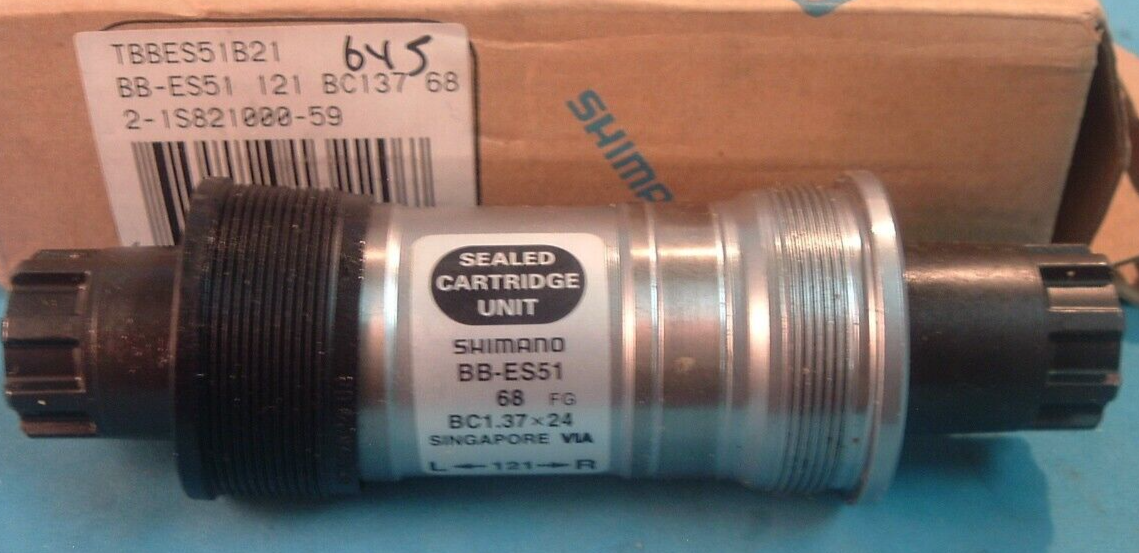 TBBES51B21 645
BB-ES51 121 BC137 68
2-1S821000-59
SHIMA
SEALED
CARTRIDGE
UNIT
SHIMANO
BB-ES51
68 FG
BC1.37×24
SINGAPORE VIA
L ←121→ R